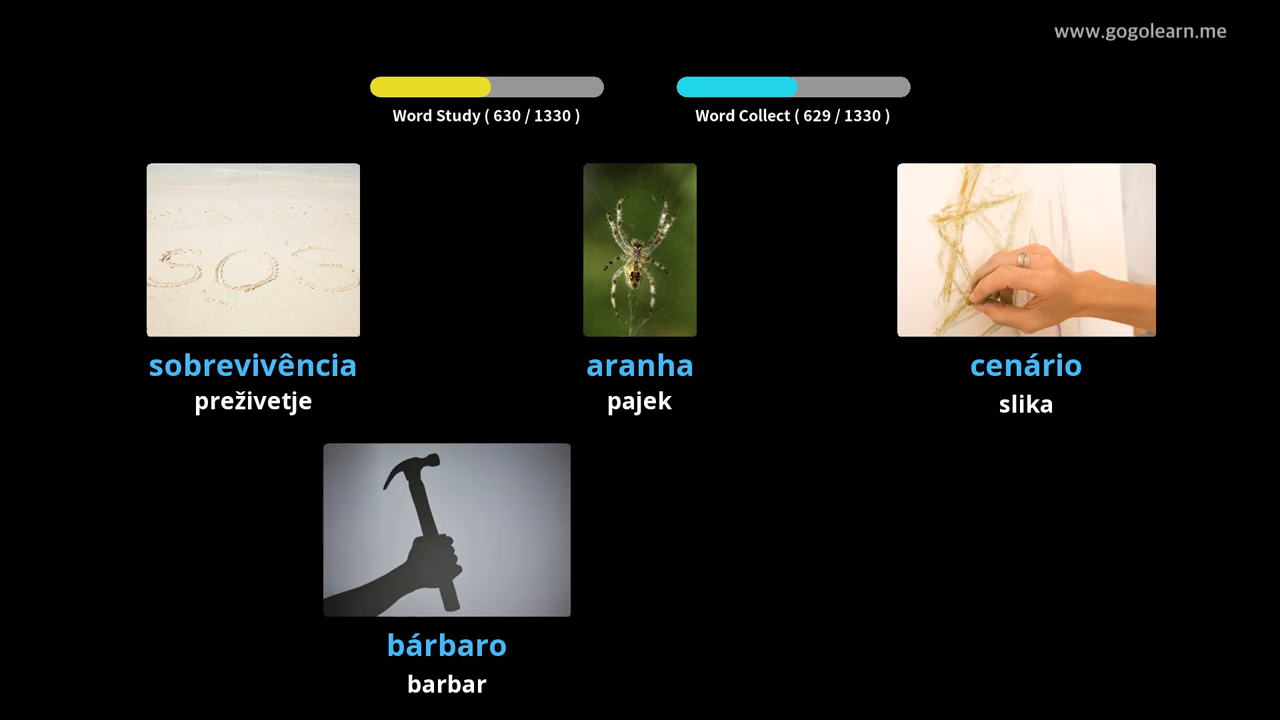 www.gogolearn.me
Word Study ( 630 / 1330 )
Word Collect ( 629 / 1330 )
SOS
sobrevivência
preživetje
aranha
pajek
cenário
slika
bárbaro
barbar